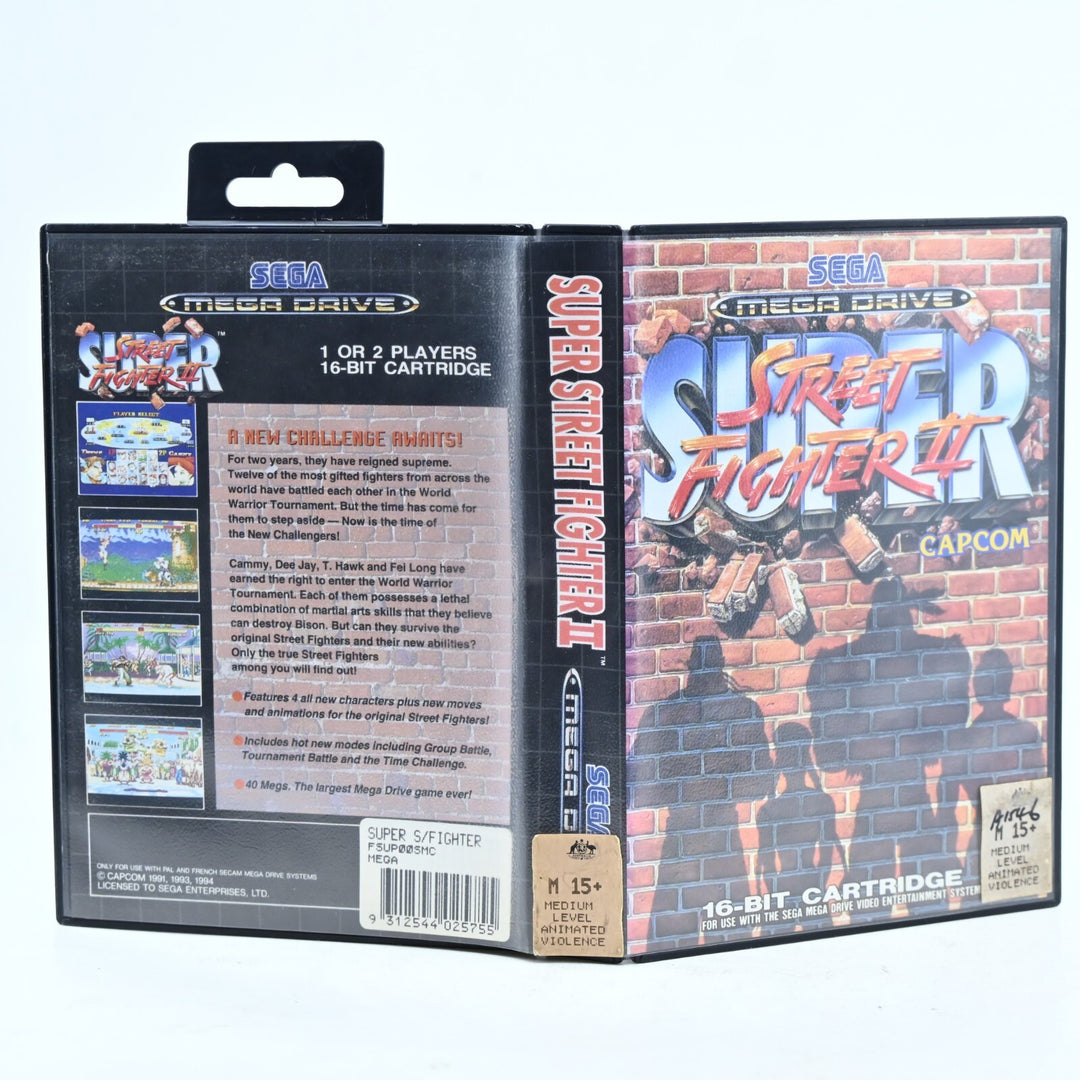 SEGA
MEGA DRIVE
SUPER
STREET
FIGHTER II
™
1 OR 2 PLAYERS
16-BIT CARTRIDGE
PLAYER SELECT
A NEW CHALLENGE AWAITS!
For two years, they have reigned supreme.
Twelve of the most gifted fighters from across the
world have battled each other in the World
Warrior Tournament. But the time has come for
them to step aside — Now is the time of
the New Challengers!
Cammy, Dee Jay, T. Hawk and Fei Long have
earned the right to enter the World Warrior
Tournament. Each of them possesses a lethal
combination of martial arts skills that they believe
can destroy Bison. But can they survive the
original Street Fighters and their new abilities?
Only the true Street Fighters
among you will find out!
Features 4 all new characters plus new moves
and animations for the original Street Fighters!
Includes hot new modes including Group Battle,
Tournament Battle and the Time Challenge.
40 Megs. The largest Mega Drive game ever!
ONLY FOR USE WITH PAL AND FRENCH SECAM MEGA DRIVE SYSTEMS
© CAPCOM 1991, 1993, 1994
LICENSED TO SEGA ENTERPRISES, LTD.
SUPER S/FIGHTER
FSUP005MC
MEGA
9 312544 025755
SUPER STREET FIGHTER II
™
MEGA D
SEGA
M 15+
MEDIUM
LEVEL
ANIMATED
VIOLENCE
SEGA
MEGA DRIVE
SUPER
STREET
FIGHTER II
CAPCOM
16-BIT CARTRIDGE
FOR USE WITH THE SEGA MEGA DRIVE VIDEO ENTERTAINMENT SYSTEM
A1546
M 15+
MEDIUM
LEVEL
ANIMATED
VIOLENCE